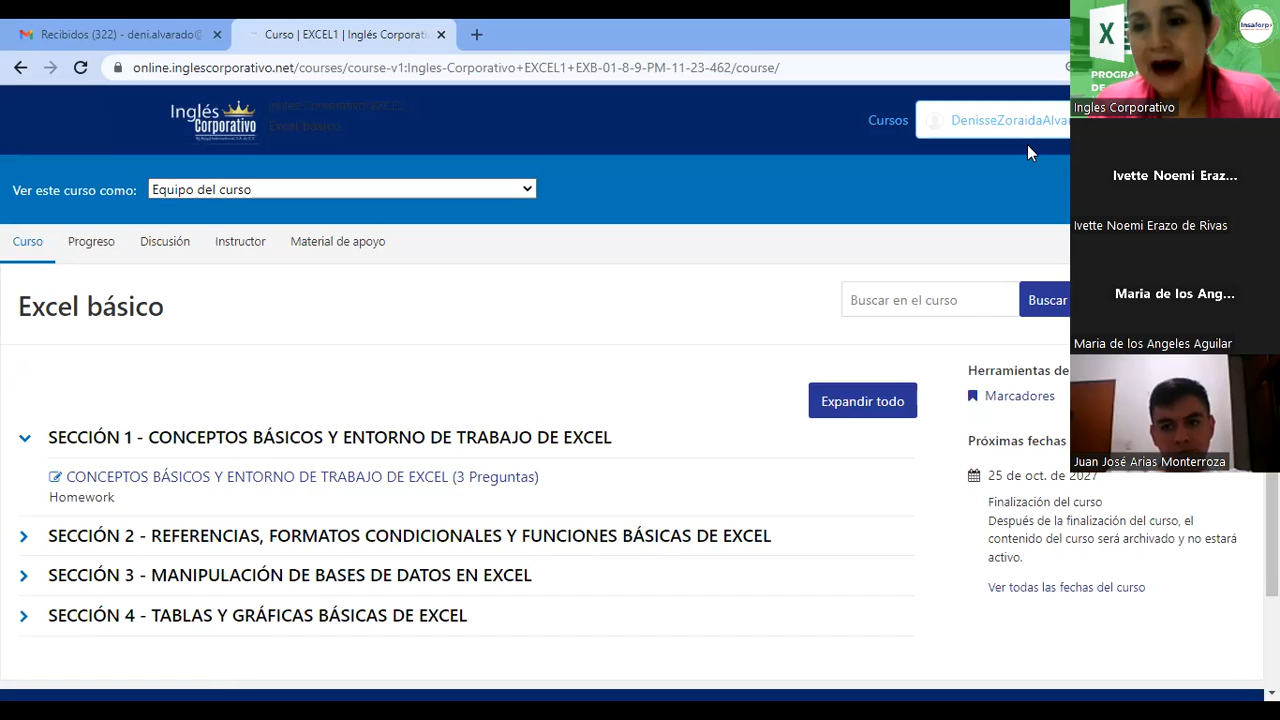 Recibidos (322) - deni.alvarado@
Curso | EXCEL1 | Inglés Corporati
online.inglescorporativo.net/courses/course-v1:Ingles-Corporativo+EXCEL1+EXB-01-8-9-PM-11-23-462/course/
Inglés
Corporativo
Excel básico
Cursos
DenisseZoraidaAlva
Ver este curso como:
Equipo del curso
Curso
Progreso
Discusión
Instructor
Material de apoyo
Excel básico
Buscar en el curso
Buscar
Expandir todo
SECCIÓN 1 - CONCEPTOS BÁSICOS Y ENTORNO DE TRABAJO DE EXCEL
CONCEPTOS BÁSICOS Y ENTORNO DE TRABAJO DE EXCEL (3 Preguntas)
Homework
SECCIÓN 2 - REFERENCIAS, FORMATOS CONDICIONALES Y FUNCIONES BÁSICAS DE EXCEL
SECCIÓN 3 - MANIPULACIÓN DE BASES DE DATOS EN EXCEL
SECCIÓN 4 - TABLAS Y GRÁFICAS BÁSICAS DE EXCEL
Herramientas de
Marcadores
Próximas fechas
25 de oct. de 2027
Finalización del curso
Después de la finalización del curso, el
contenido del curso será archivado y no estará
activo.
Ver todas las fechas del curso
X
Insaforp
PROGRA
DE
Ingles Corporativo
Ivette Noemi Eraz...
Ivette Noemi Erazo de Rivas
Maria de los Ang...
Maria de los Angeles Aguilar
Juan José Arias Monterroza